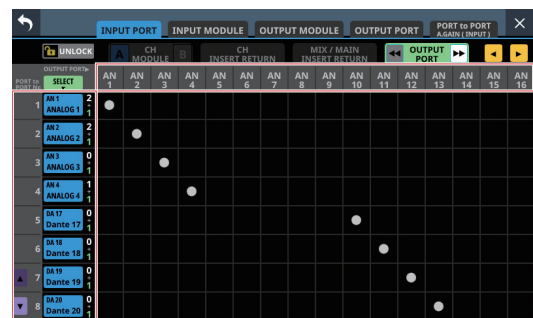 INPUT PORT INPUT MODULE OUTPUT MODULE OUTPUT PORT PORT to PORT
A.GAIN ( INPUT )
UNLOCK A CH MODULE B CH INSERT RETURN MIX / MAIN INSERT RETURN OUTPUT PORT
OUTPUT PORT
PORT to PORT No SELECT AN 1 AN 2 AN 3 AN 4 AN 5 AN 6 AN 7 AN 8 AN 9 AN 10 AN 11 AN 12 AN 13 AN 14 AN 15 AN 16
1 AN 1 ANALOG 1 2 + 1
2 AN 2 ANALOG 2 2 + 1
3 AN 3 ANALOG 3 0 + 1
4 AN 4 ANALOG 4 1 + 1
5 DA 17 Dante 17 0 + 1
6 DA 18 Dante 18 0 + 1
7 DA 19 Dante 19 0 + 1
8 DA 20 Dante 20 0 + 1